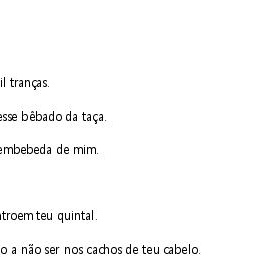 il tranças.
esse bêbado da taça.
embebeda de mim.
ntroem teu quintal.
o a não ser nos cachos de teu cabelo.